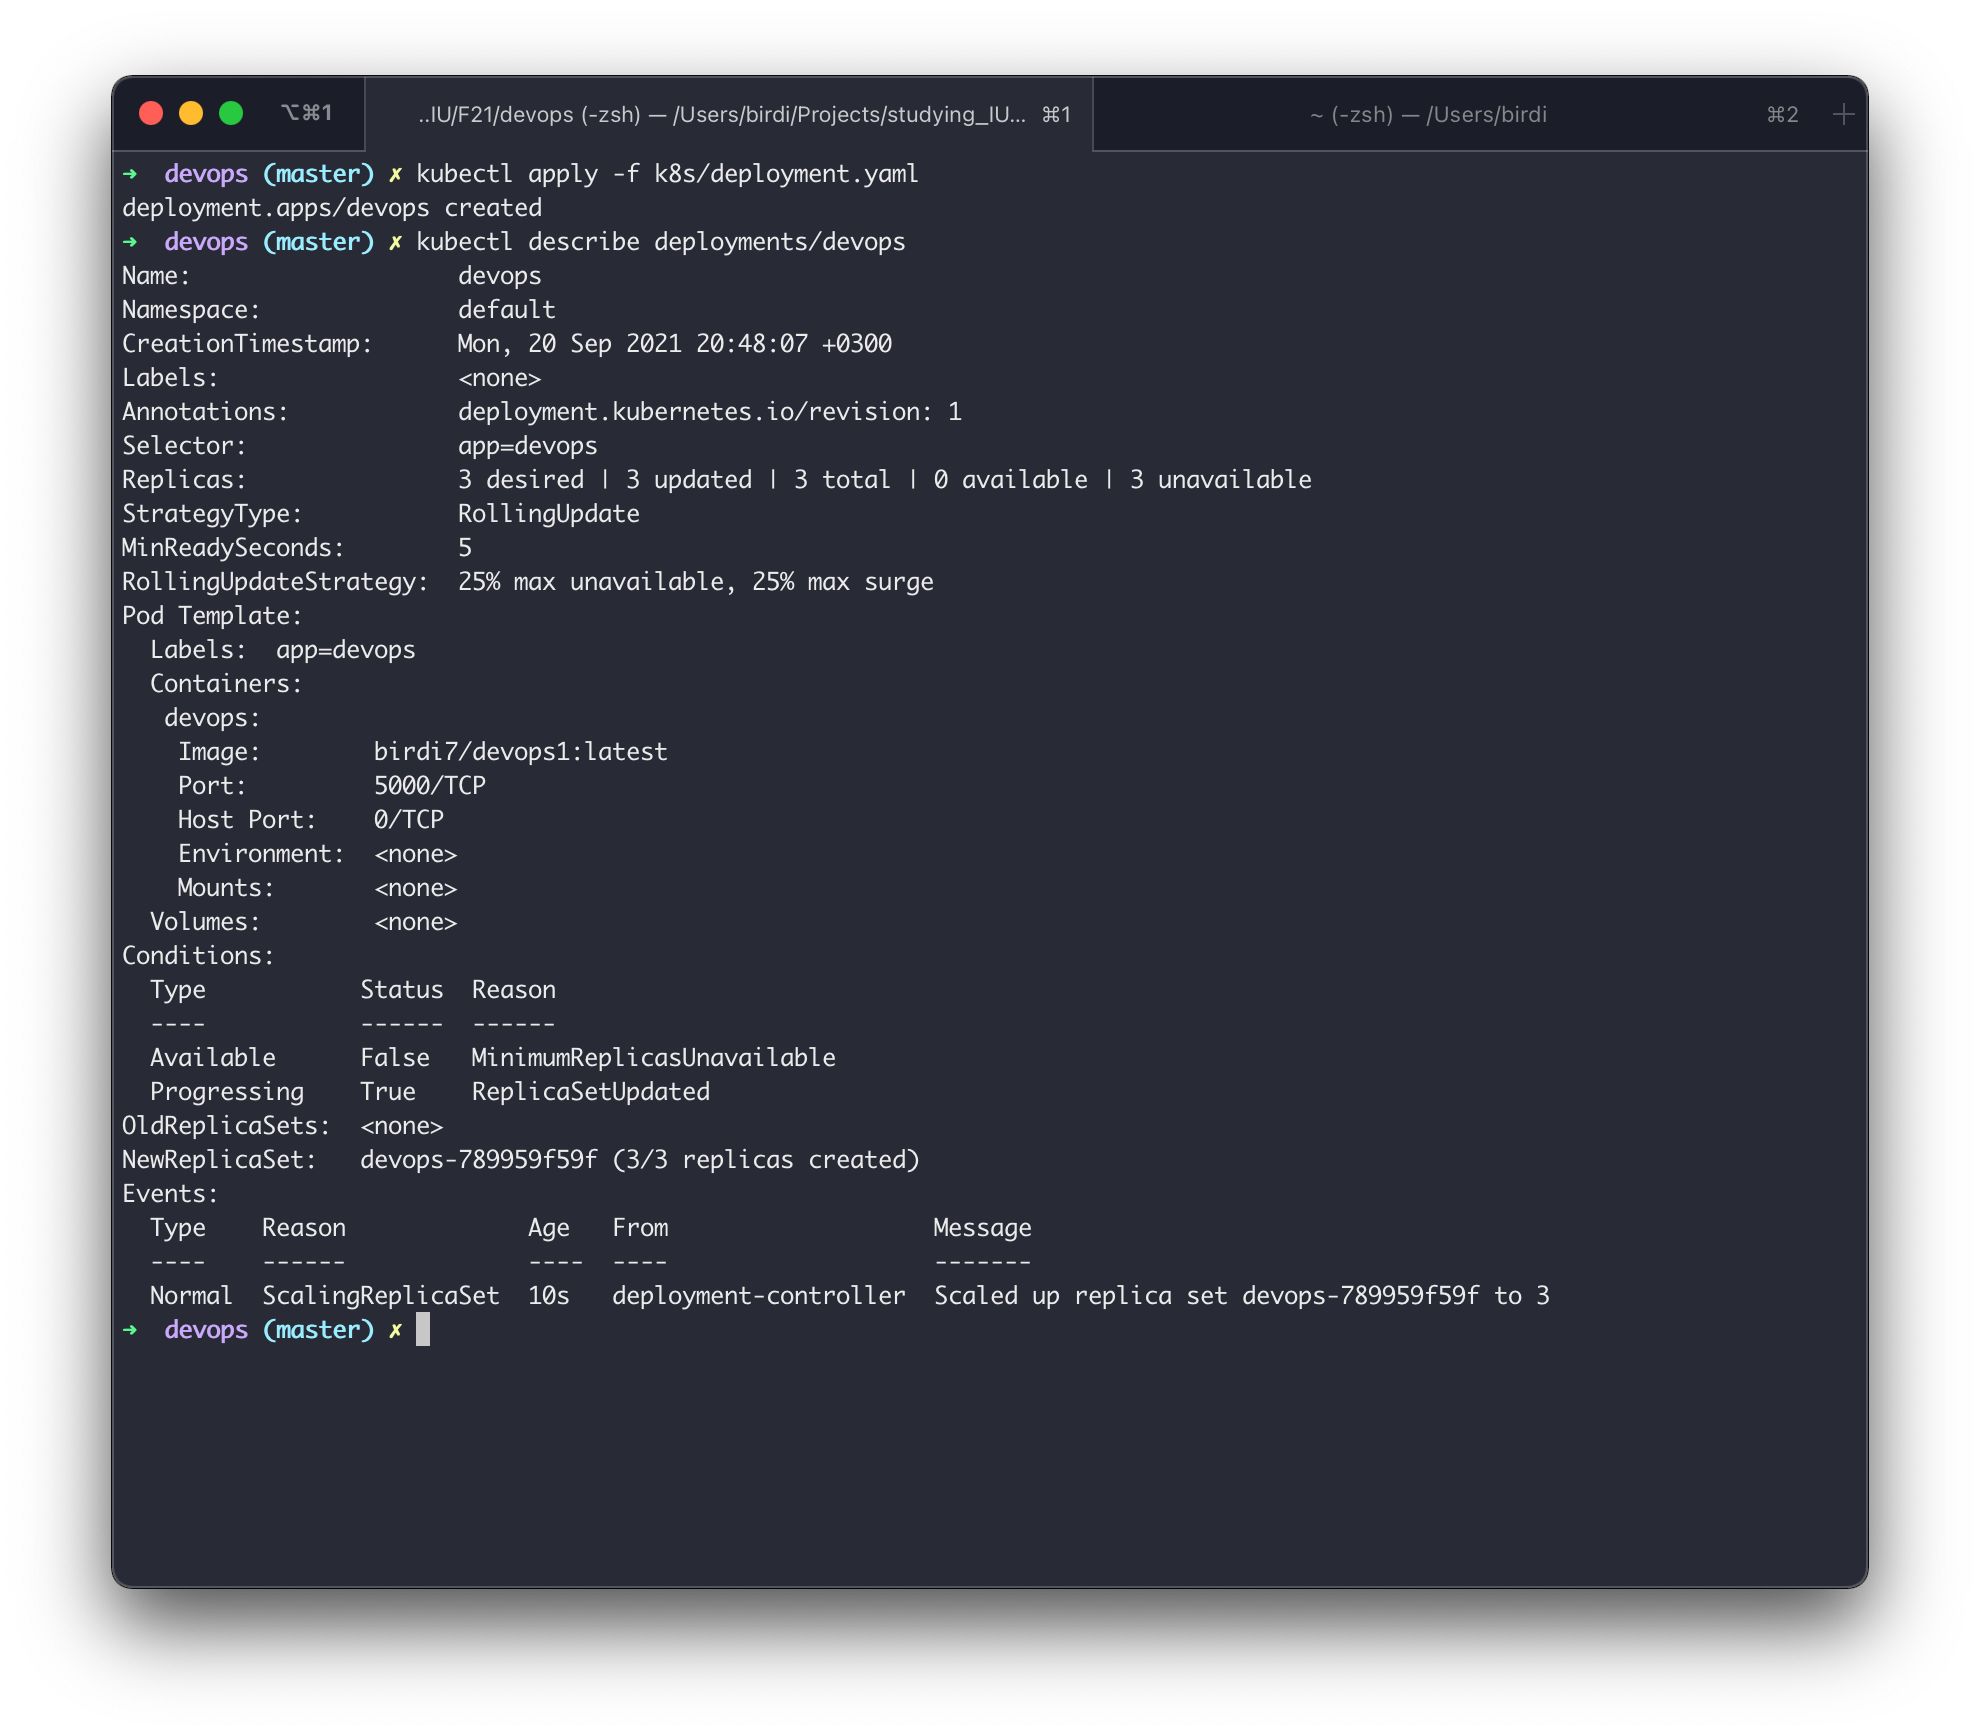 ⌥⌘1 ..IU/F21/devops (-zsh) — /Users/birdi/Projects/studying_IU... ⌘1 ~ (-zsh) — /Users/birdi ⌘2 +
➜  devops (master) ✗ kubectl apply -f k8s/deployment.yaml
deployment.apps/devops created
➜  devops (master) ✗ kubectl describe deployments/devops
Name:                   devops
Namespace:              default
CreationTimestamp:      Mon, 20 Sep 2021 20:48:07 +0300
Labels:                 <none>
Annotations:            deployment.kubernetes.io/revision: 1
Selector:               app=devops
Replicas:               3 desired | 3 updated | 3 total | 0 available | 3 unavailable
StrategyType:           RollingUpdate
MinReadySeconds:        5
RollingUpdateStrategy:  25% max unavailable, 25% max surge
Pod Template:
  Labels:  app=devops
  Containers:
   devops:
    Image:        birdi7/devops1:latest
    Port:         5000/TCP
    Host Port:    0/TCP
    Environment:  <none>
    Mounts:       <none>
  Volumes:        <none>
Conditions:
  Type           Status  Reason
  ----           ------  ------
  Available      False   MinimumReplicasUnavailable
  Progressing    True    ReplicaSetUpdated
OldReplicaSets:  <none>
NewReplicaSet:   devops-789959f59f (3/3 replicas created)
Events:
  Type    Reason             Age   From                   Message
  ----    ------             ----  ----                   -------
  Normal  ScalingReplicaSet  10s   deployment-controller  Scaled up replica set devops-789959f59f to 3
➜  devops (master) ✗